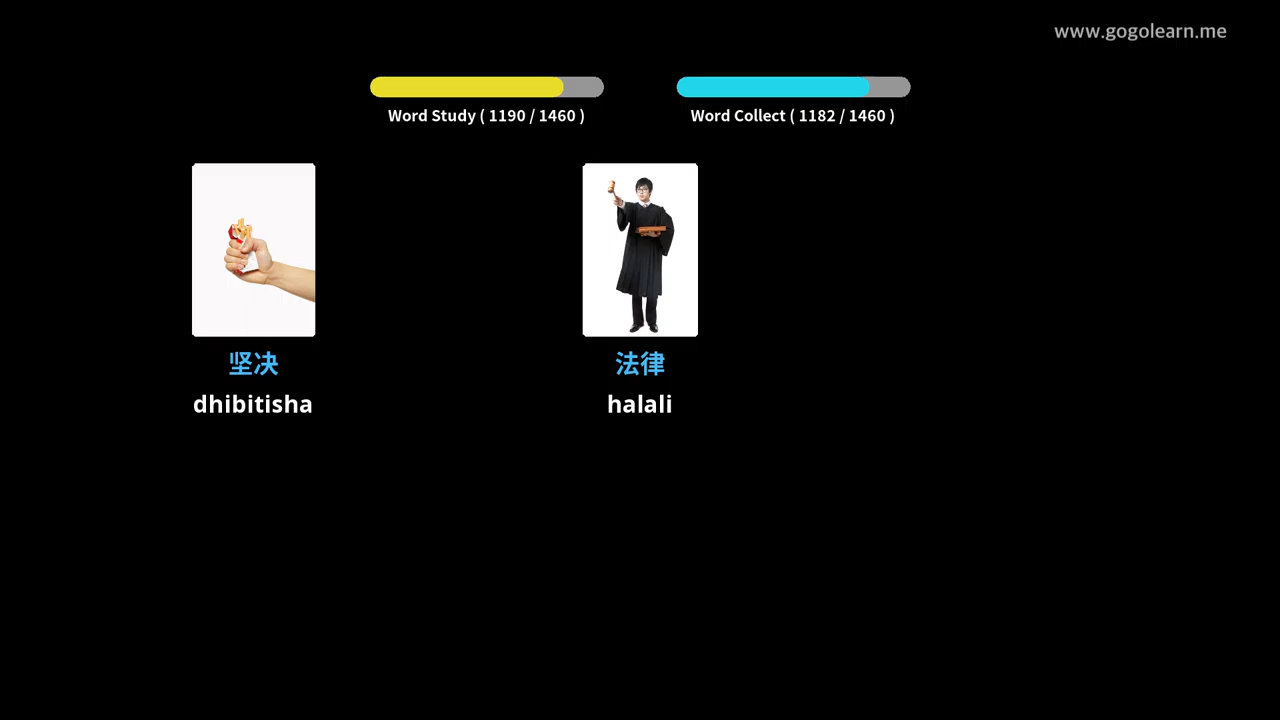 www.gogolearn.me
Word Study ( 1190 / 1460 )
Word Collect ( 1182 / 1460 )
坚决
法律
dhibitisha
halali